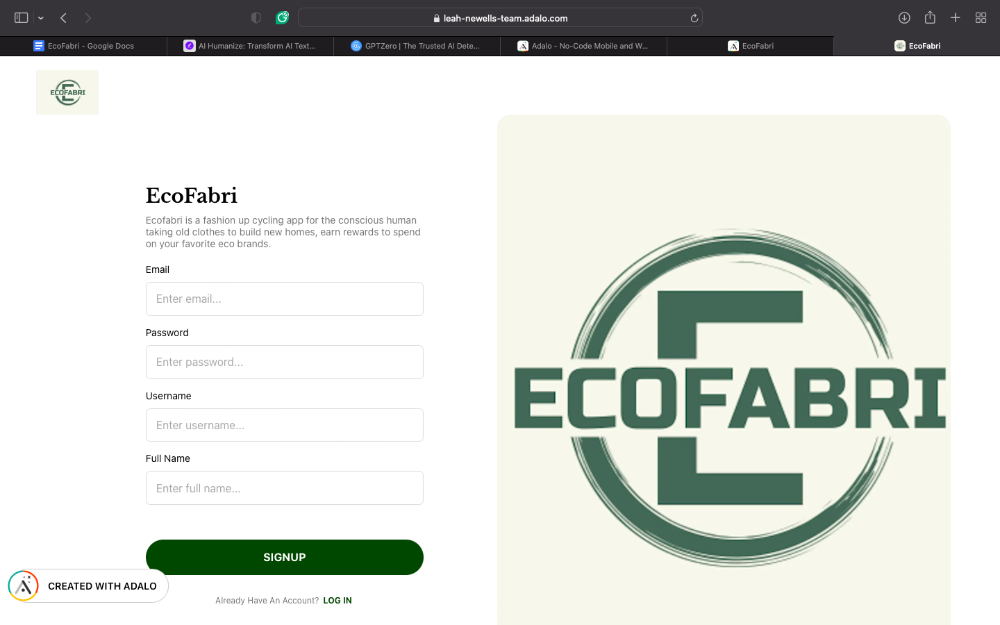 leah-newells-team.adalo.com
EcoFabri - Google Docs
AI Humanize: Transform AI Text...
GPTZero | The Trusted AI Dete...
Adalo - No-Code Mobile and W...
EcoFabri
EcoFabri
ECOFABRI
EcoFabri
Ecofabri is a fashion up cycling app for the conscious human
taking old clothes to build new homes, earn rewards to spend
on your favorite eco brands.
Email
Enter email...
Password
Enter password...
Username
Enter username...
Full Name
Enter full name...
SIGNUP
CREATED WITH ADALO
Already Have An Account? LOG IN
E
ECOFABRI